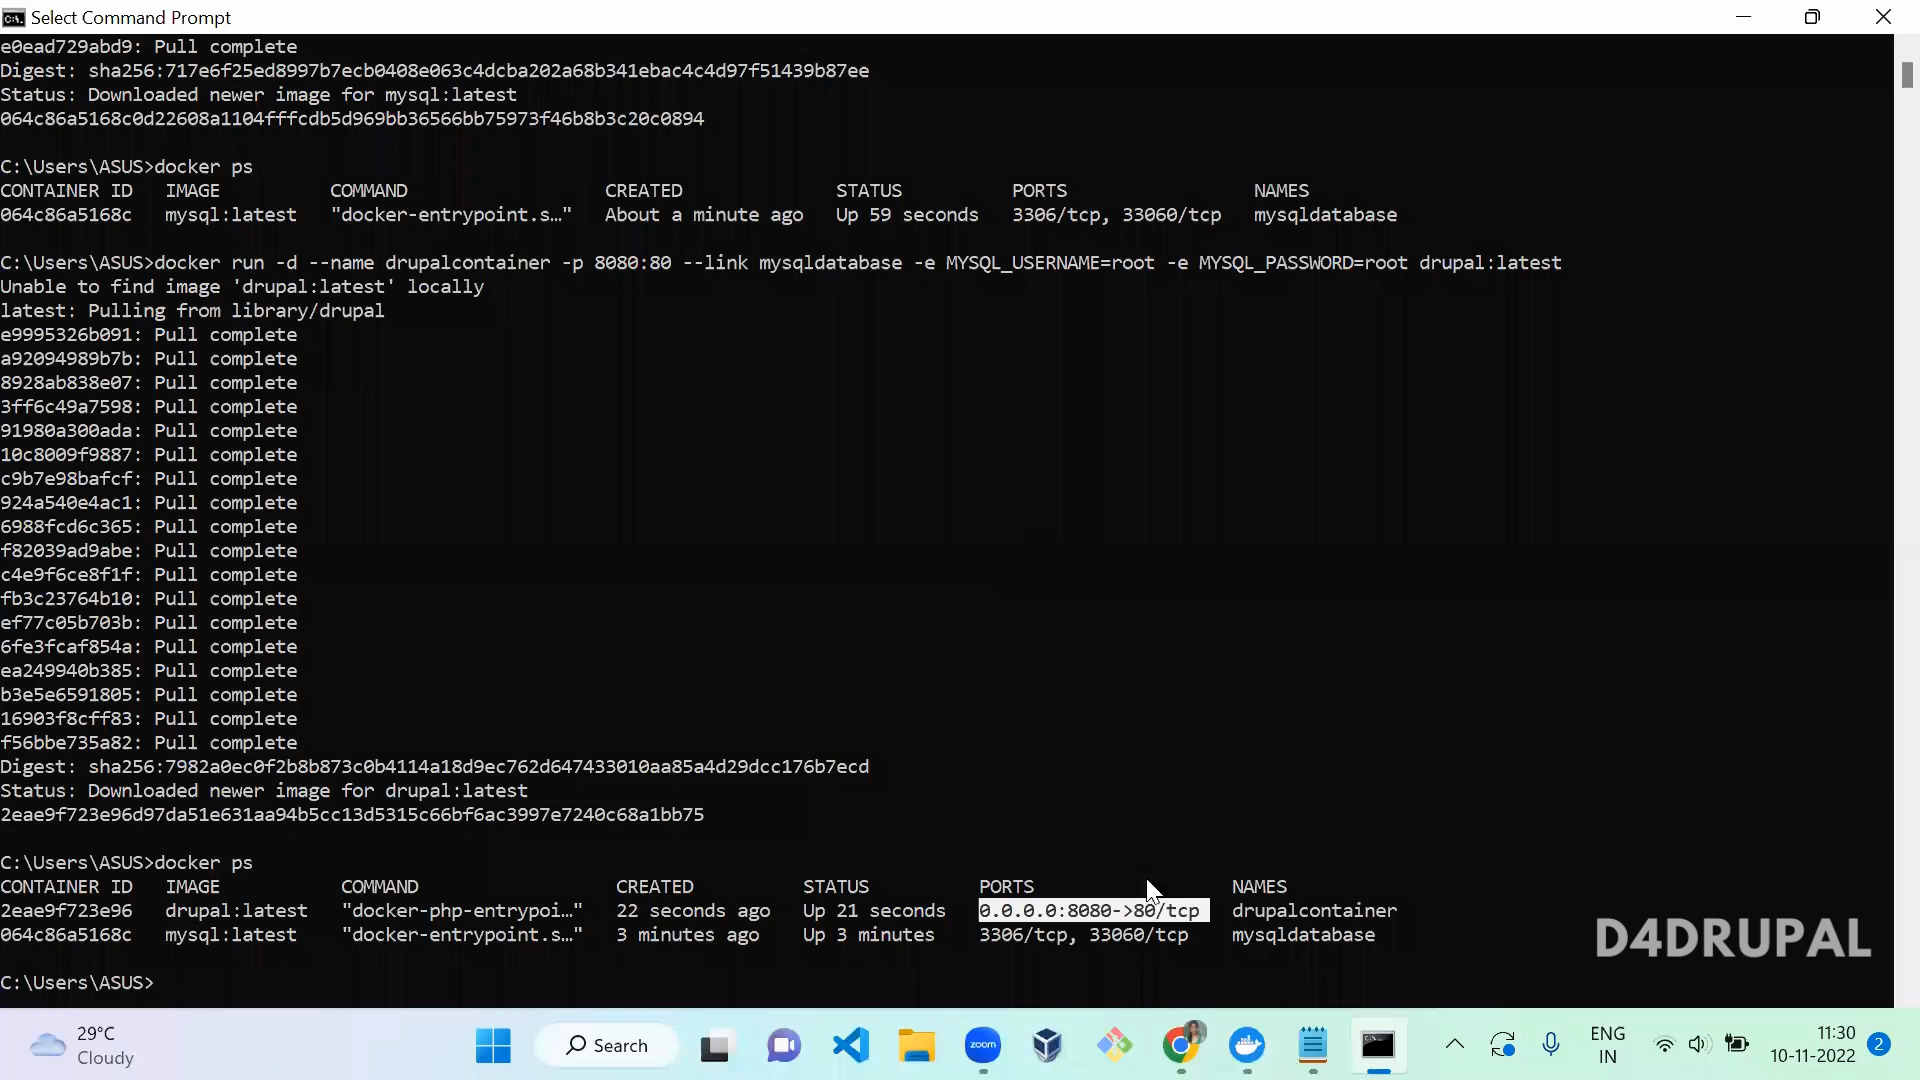 Select Command Prompt
e0ead729abd9: Pull complete
Digest: sha256:717e6f25ed8997b7ecb0408e063c4dcba202a68b341ebac4c4d97f51439b87ee
Status: Downloaded newer image for mysql:latest
064c86a5168c0d22608a1104fffcdb5d969bb36566bb75973f46b8b3c20c0894
C:\Users\ASUS>docker ps
CONTAINER ID IMAGE COMMAND CREATED STATUS PORTS NAMES
064c86a5168c mysql:latest "docker-entrypoint.s…" About a minute ago Up 59 seconds 3306/tcp, 33060/tcp mysqldatabase
C:\Users\ASUS>docker run -d --name drupalcontainer -p 8080:80 --link mysqldatabase -e MYSQL_USERNAME=root -e MYSQL_PASSWORD=root drupal:latest
Unable to find image 'drupal:latest' locally
latest: Pulling from library/drupal
e9995326b091: Pull complete
a92094989b7b: Pull complete
8928ab838e07: Pull complete
3ff6c49a7598: Pull complete
91980a300ada: Pull complete
10c8009f9887: Pull complete
c9b7e98bafcf: Pull complete
924a540e4ac1: Pull complete
6988fcd6c365: Pull complete
f82039ad9abe: Pull complete
c4e9f6ce8f1f: Pull complete
fb3c23764b10: Pull complete
ef77c05b703b: Pull complete
6fe3fcaf854a: Pull complete
ea249940b385: Pull complete
b3e5e6591805: Pull complete
16903f8cff83: Pull complete
f56bbe735a82: Pull complete
Digest: sha256:7982a0ec0f2b8b873c0b4114a18d9ec762d647433010aa85a4d29dcc176b7ecd
Status: Downloaded newer image for drupal:latest
2eae9f723e96d97da51e631aa94b5cc13d5315c66bf6ac3997e7240c68a1bb75
C:\Users\ASUS>docker ps
CONTAINER ID IMAGE COMMAND CREATED STATUS PORTS NAMES
2eae9f723e96 drupal:latest "docker-php-entrypoi…" 22 seconds ago Up 21 seconds 0.0.0.0:8080->80/tcp drupalcontainer
064c86a5168c mysql:latest "docker-entrypoint.s…" 3 minutes ago Up 3 minutes 3306/tcp, 33060/tcp mysqldatabase
D4DRUPAL
C:\Users\ASUS>
29°C
Cloudy
Search
zoom
ENG
IN
11:30
10-11-2022
2